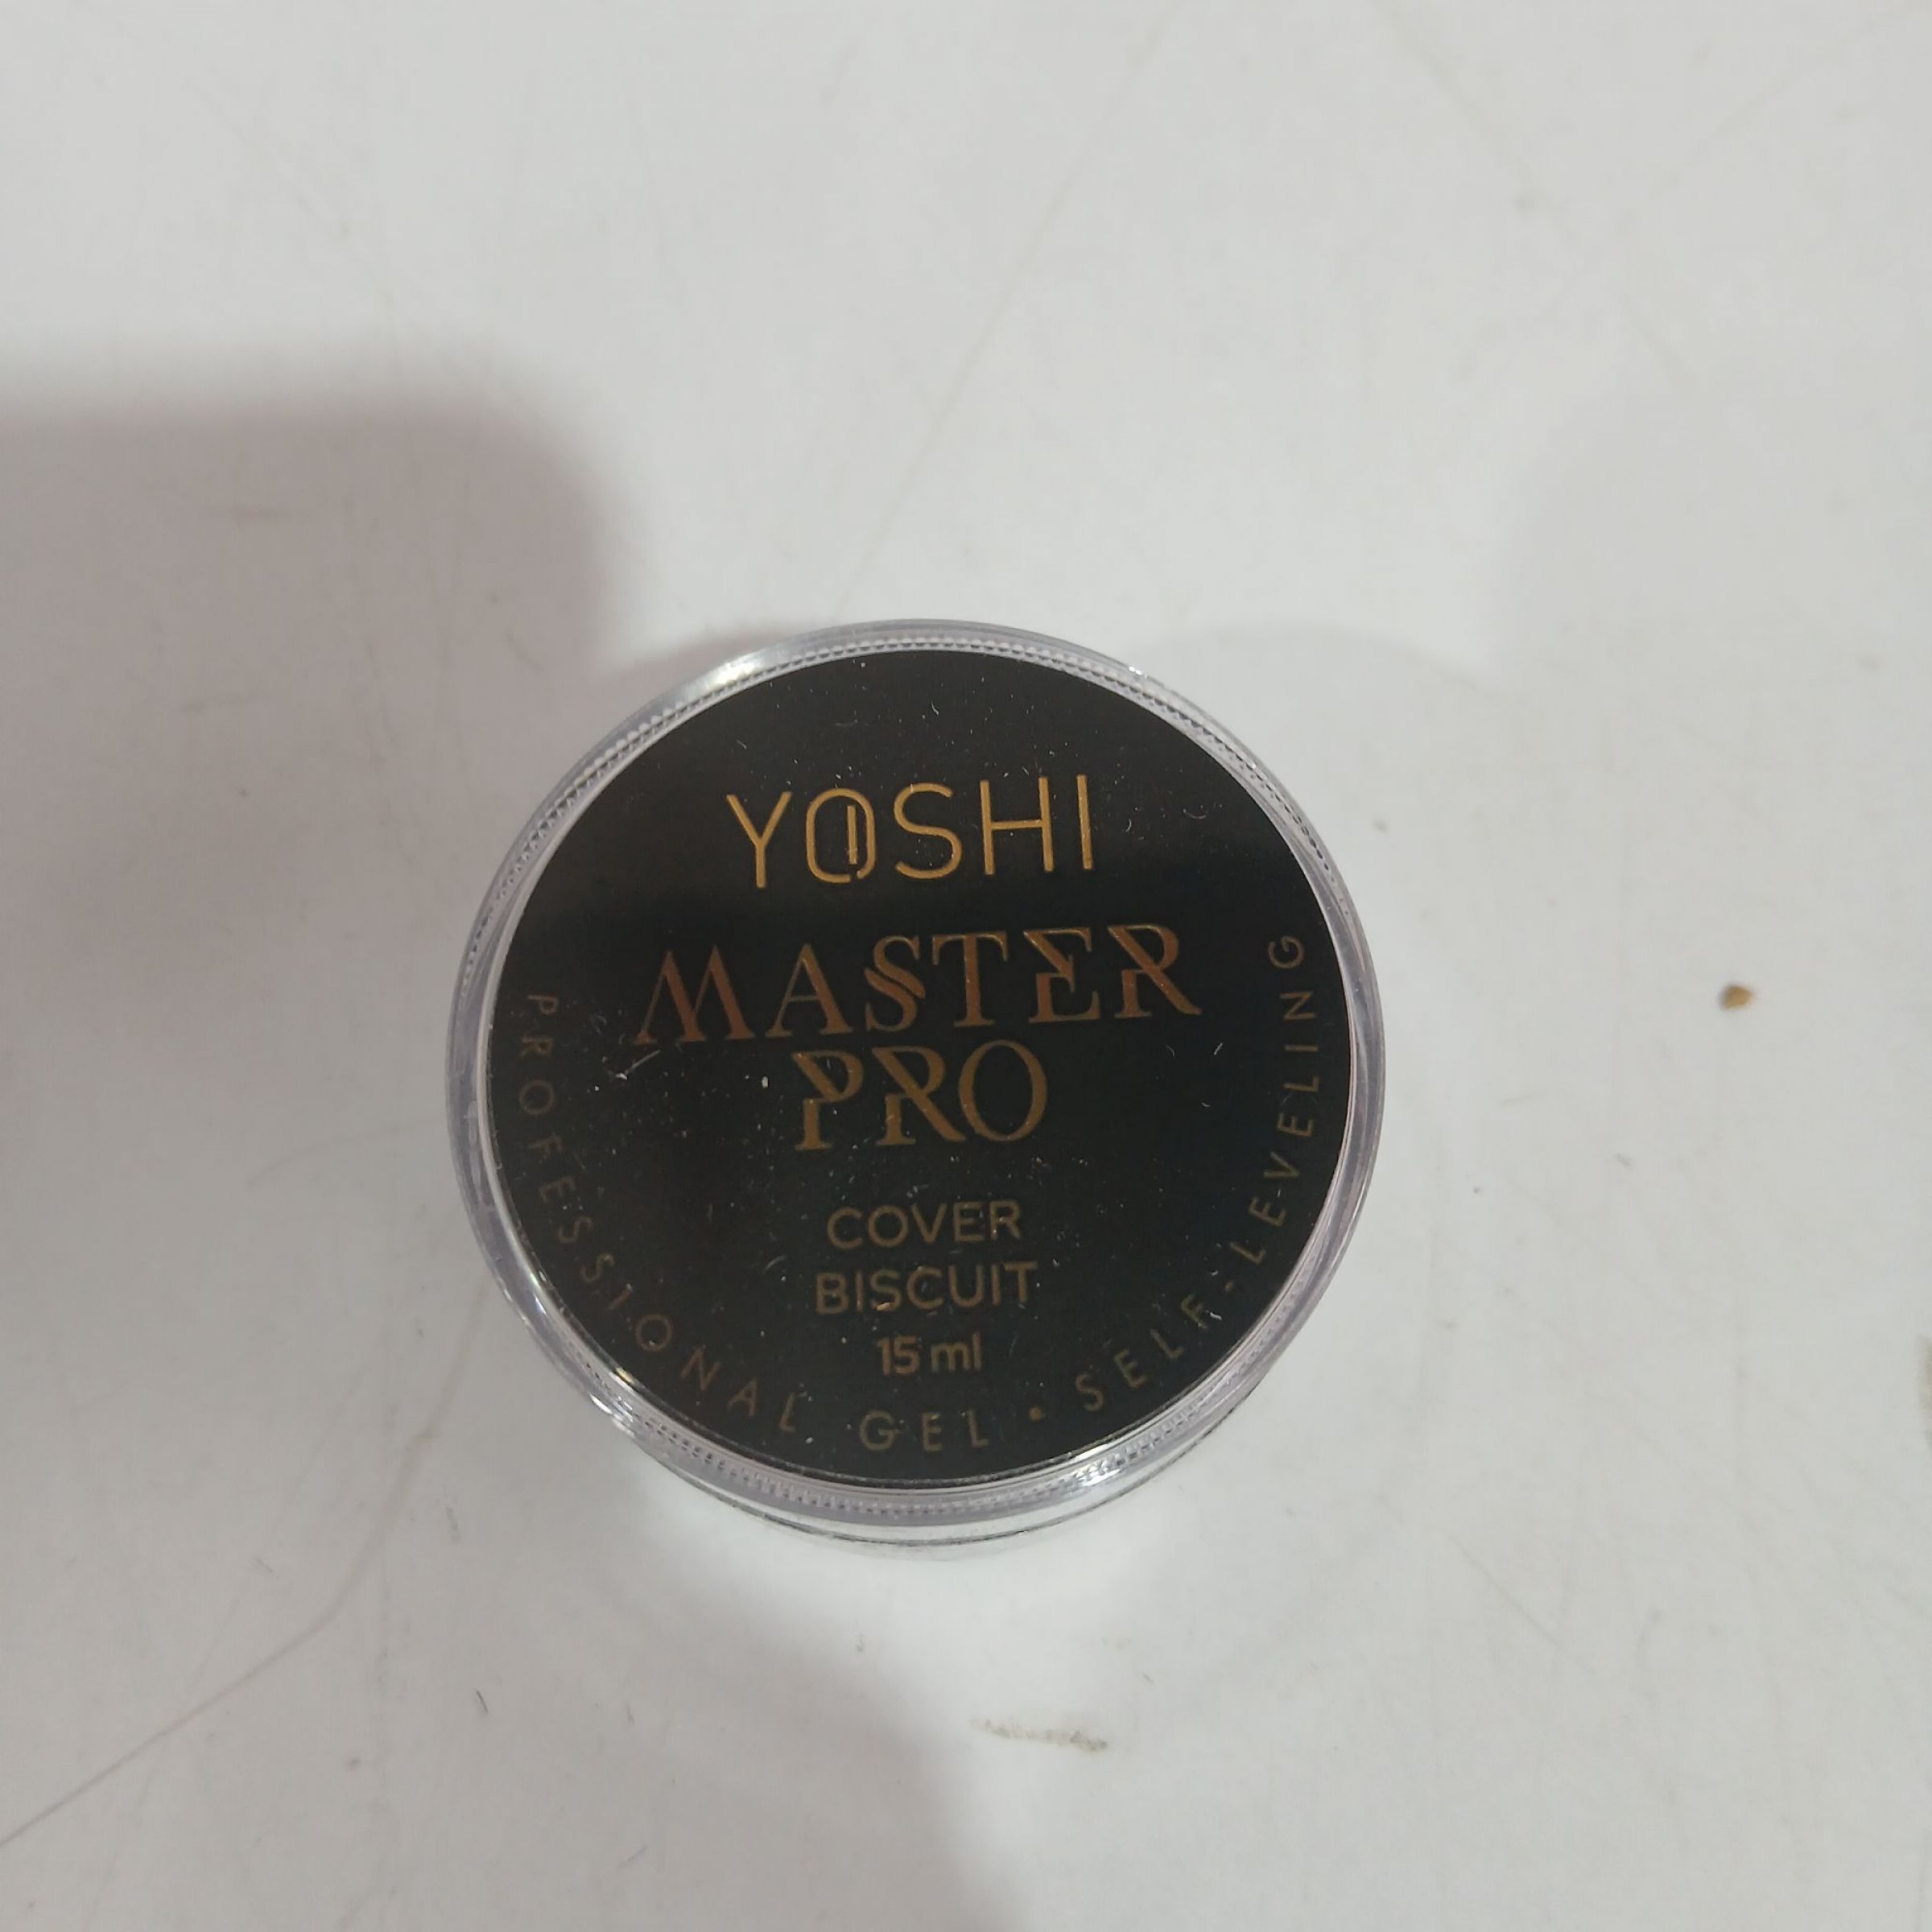 YOSHI
MASTER
PRO
COVER
BISCUIT
15 ml
PROFESSIONAL GEL • SELF-LEVELING